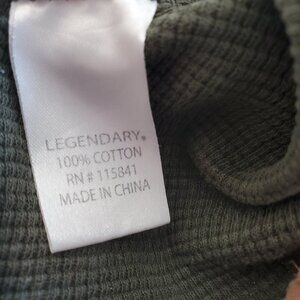 LEGENDARY®
100% COTTON
RN # 115841
MADE IN CHINA